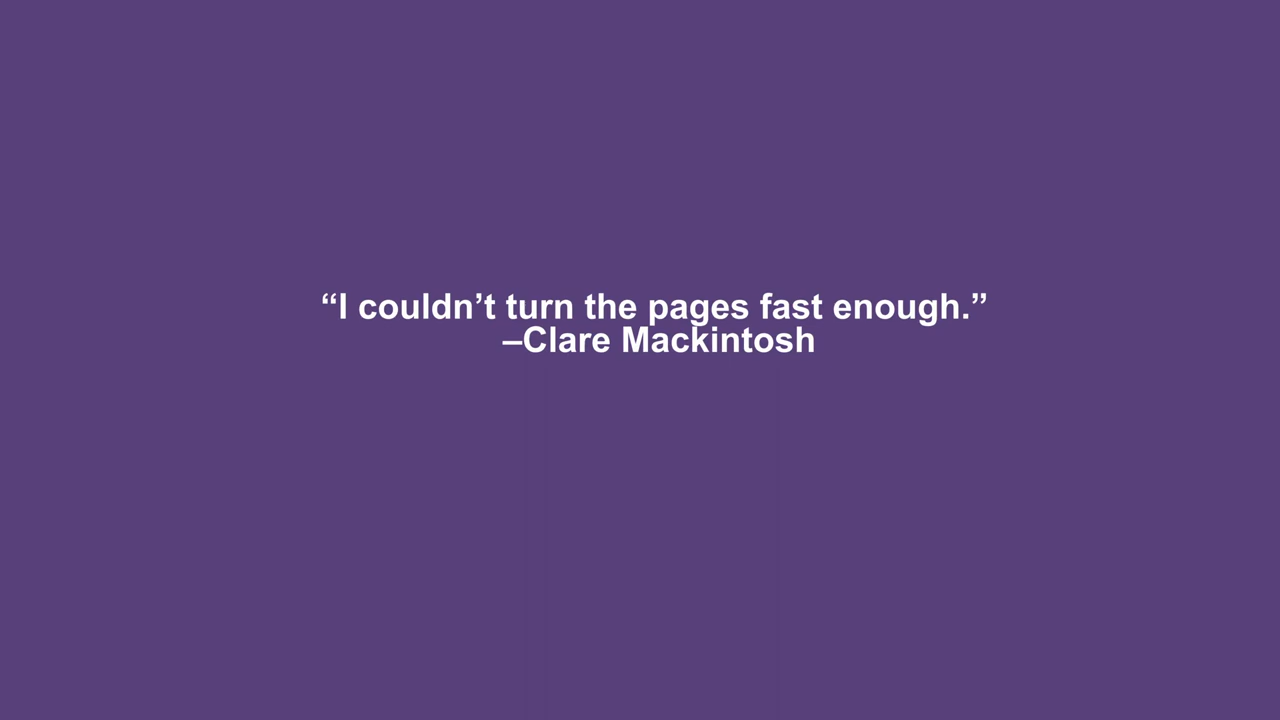 “I couldn’t turn the pages fast enough.”
–Clare Mackintosh